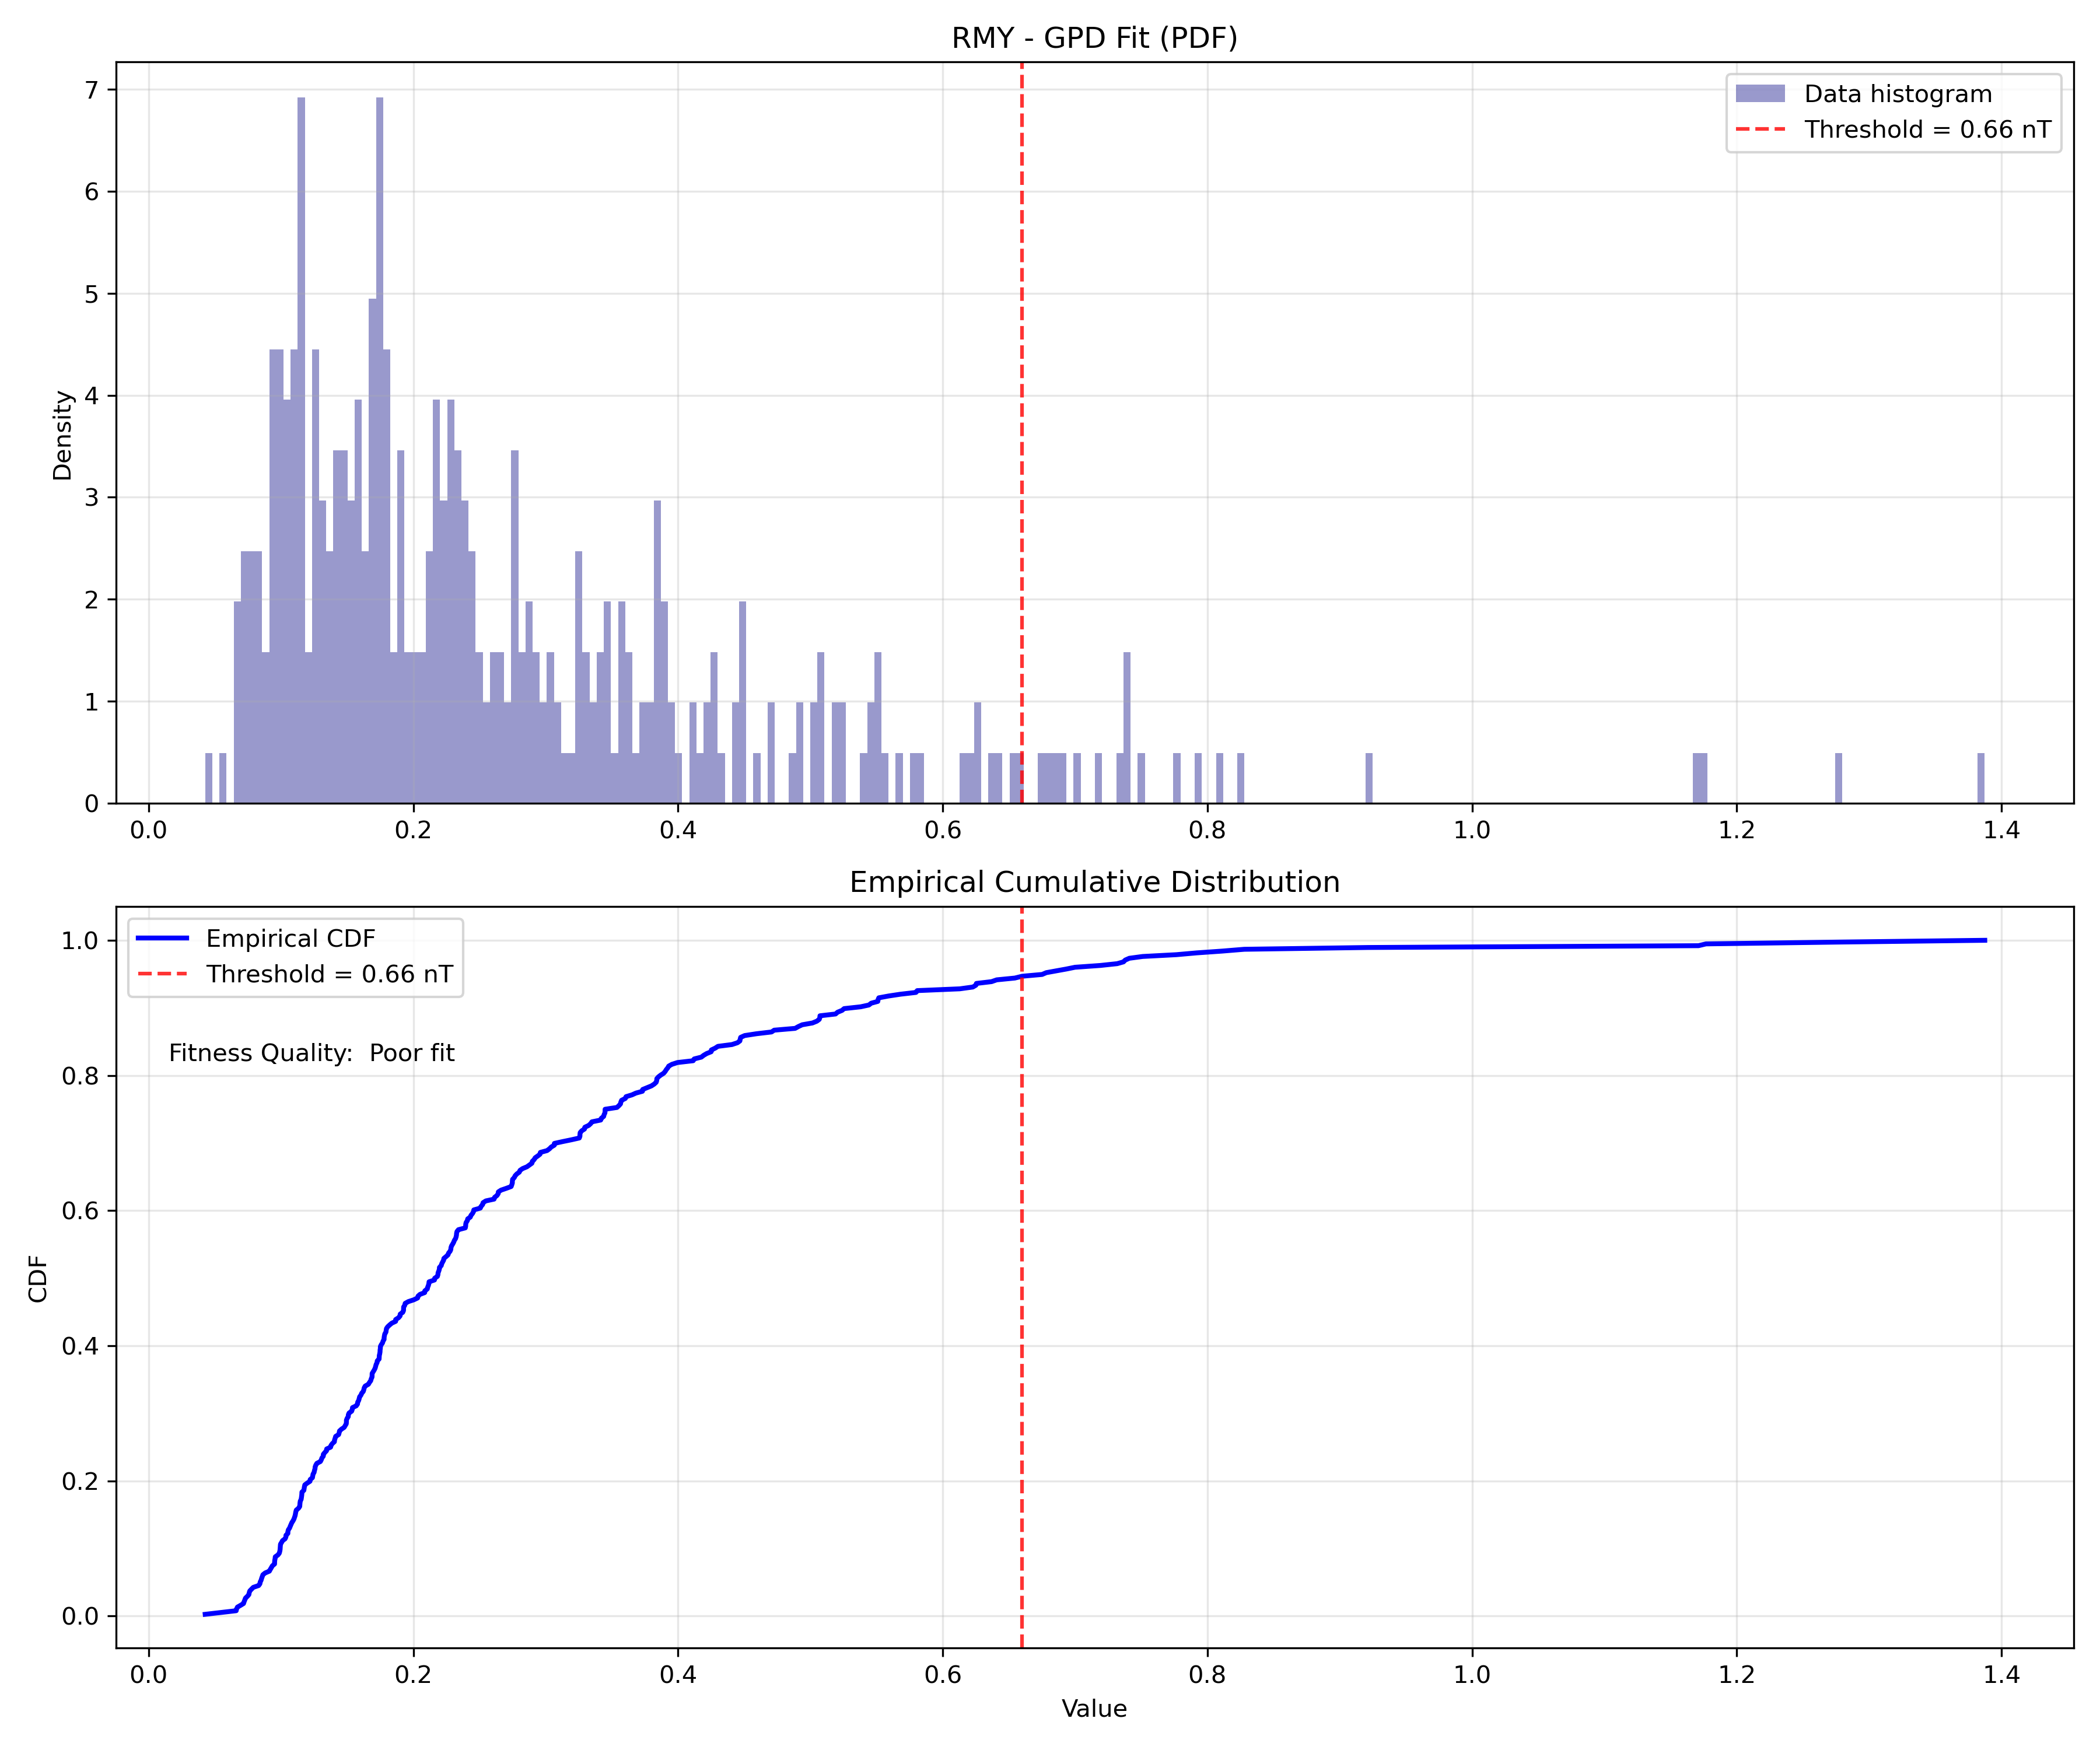 RMY - GPD Fit (PDF)
Data histogram
Threshold = 0.66 nT
Density
7
6
5
4
3
2
1
0
0.0 0.2 0.4 0.6 0.8 1.0 1.2 1.4
Empirical Cumulative Distribution
Empirical CDF
Threshold = 0.66 nT
Fitness Quality: Poor fit
CDF
1.0
0.8
0.6
0.4
0.2
0.0
0.0 0.2 0.4 0.6 0.8 1.0 1.2 1.4
Value